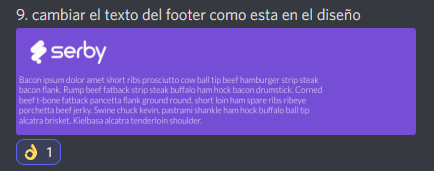 9. cambiar el texto del footer como esta en el diseño
serby
Bacon ipsum dolor amet short ribs prosciutto cow ball tip beef hamburger strip steak
bacon flank. Rump beef fatback strip steak buffalo ham hock bacon drumstick. Corned
beef t-bone fatback pancetta flank ground round, short loin ham spare ribs ribeye
porchetta beef jerky. Swine chuck kevin, pastrami shankle ham hock buffalo ball tip
alcatra brisket. Kielbasa alcatra tenderloin shoulder.
1